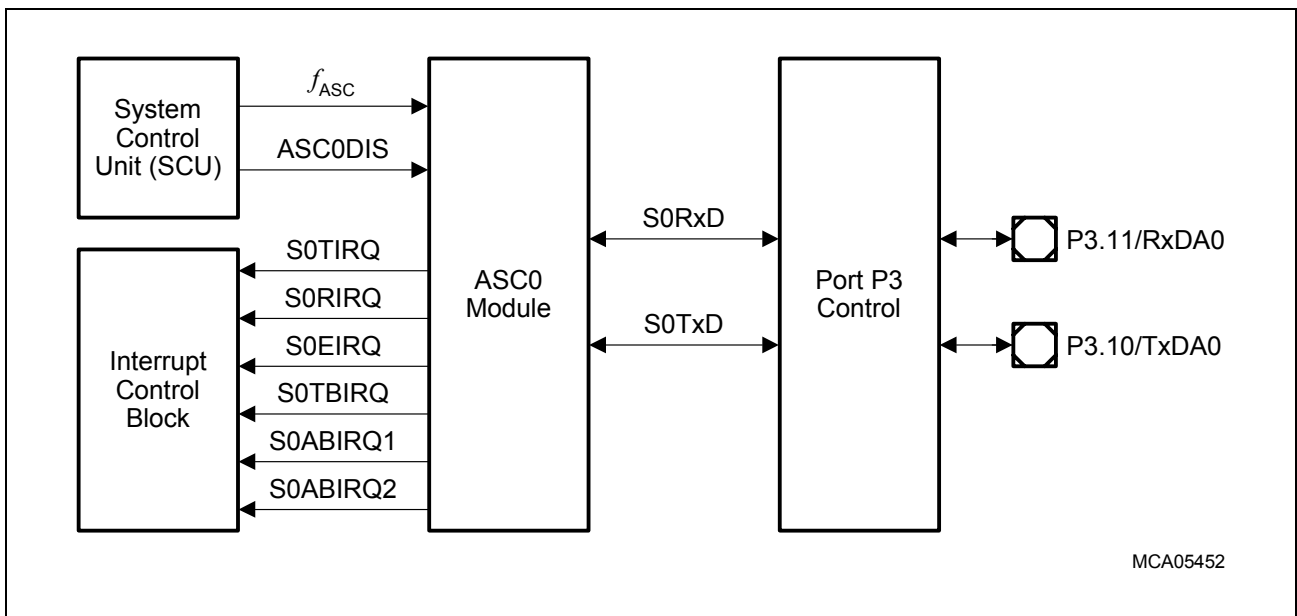 System
Control
Unit (SCU)
fASC
ASC0DIS
S0TIRQ
S0RIRQ
S0EIRQ
S0TBIRQ
S0ABIRQ1
S0ABIRQ2
Interrupt
Control
Block
ASC0
Module
S0RxD
S0TxD
Port P3
Control
P3.11/RxDA0
P3.10/TxDA0
MCA05452